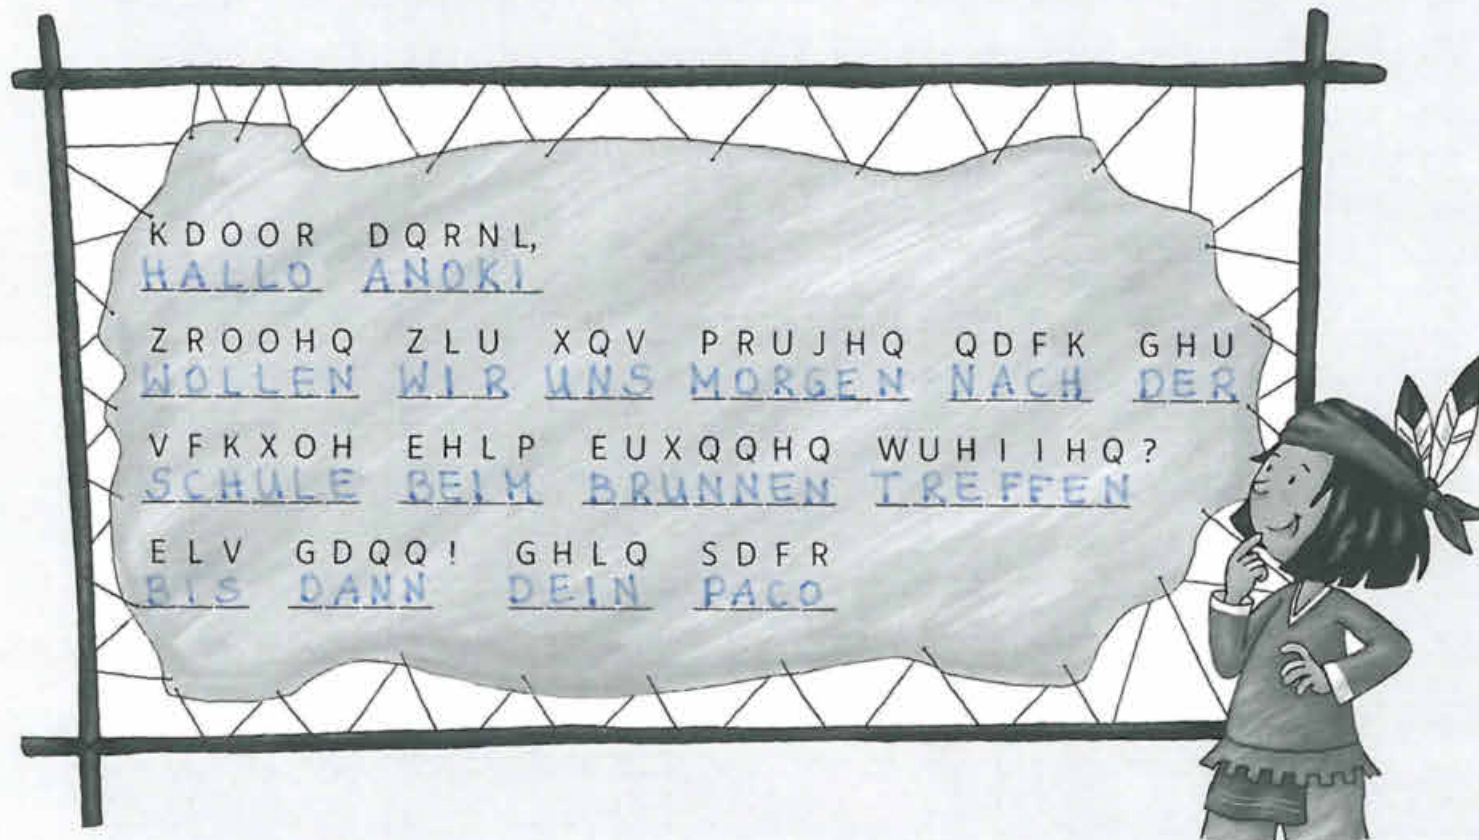 KDOOR DQRNL,
HALLO ANOKI
ZROOHQ ZLU XQV PRUJHQ QDFK GHU
WOLLEN WIR UNS MORGEN NACH DER
VFKXOH EHLP EUXQQHQ WUHIIHQ?
SCHULE BEIM BRUNNEN TREFFEN
ELV GDQQ! GHLQ SDFR
BIS DANN DEIN PACO